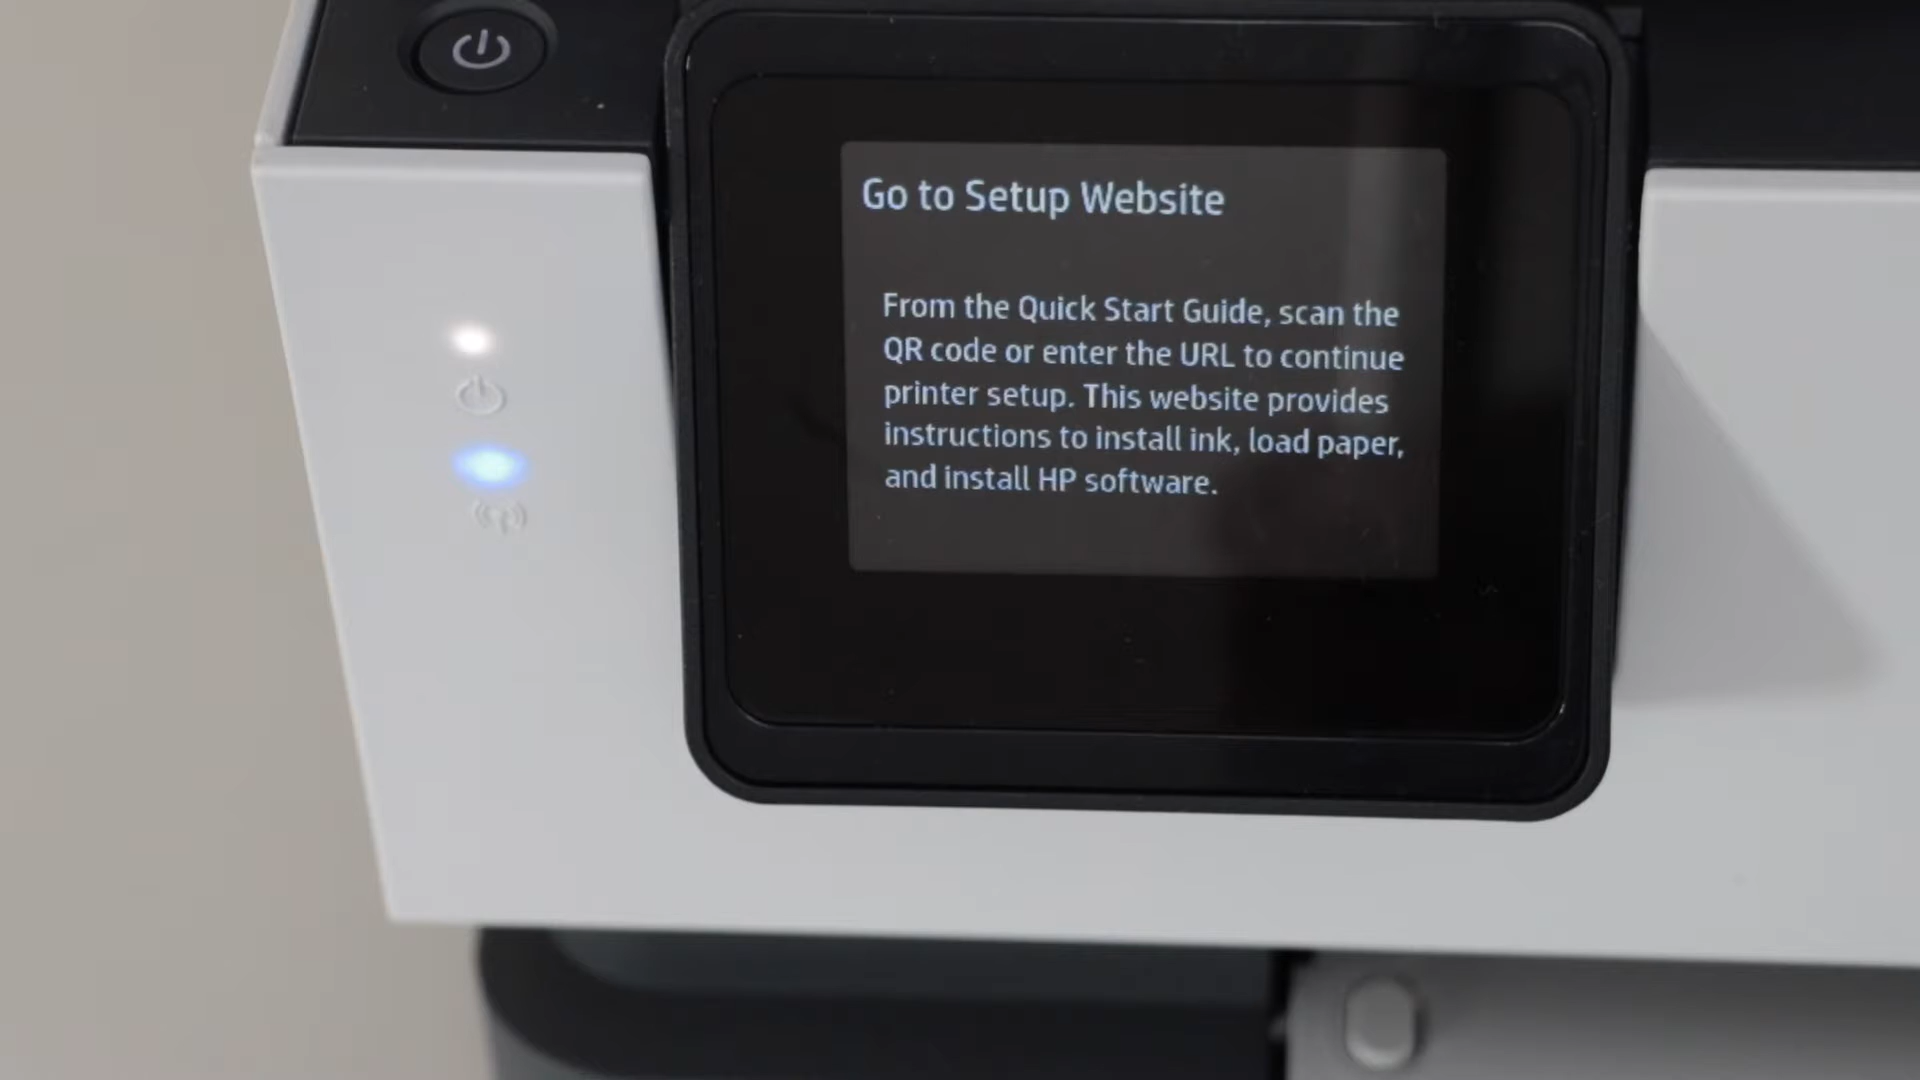 Go to Setup Website
From the Quick Start Guide, scan the
QR code or enter the URL to continue
printer setup. This website provides
instructions to install ink, load paper,
and install HP software.